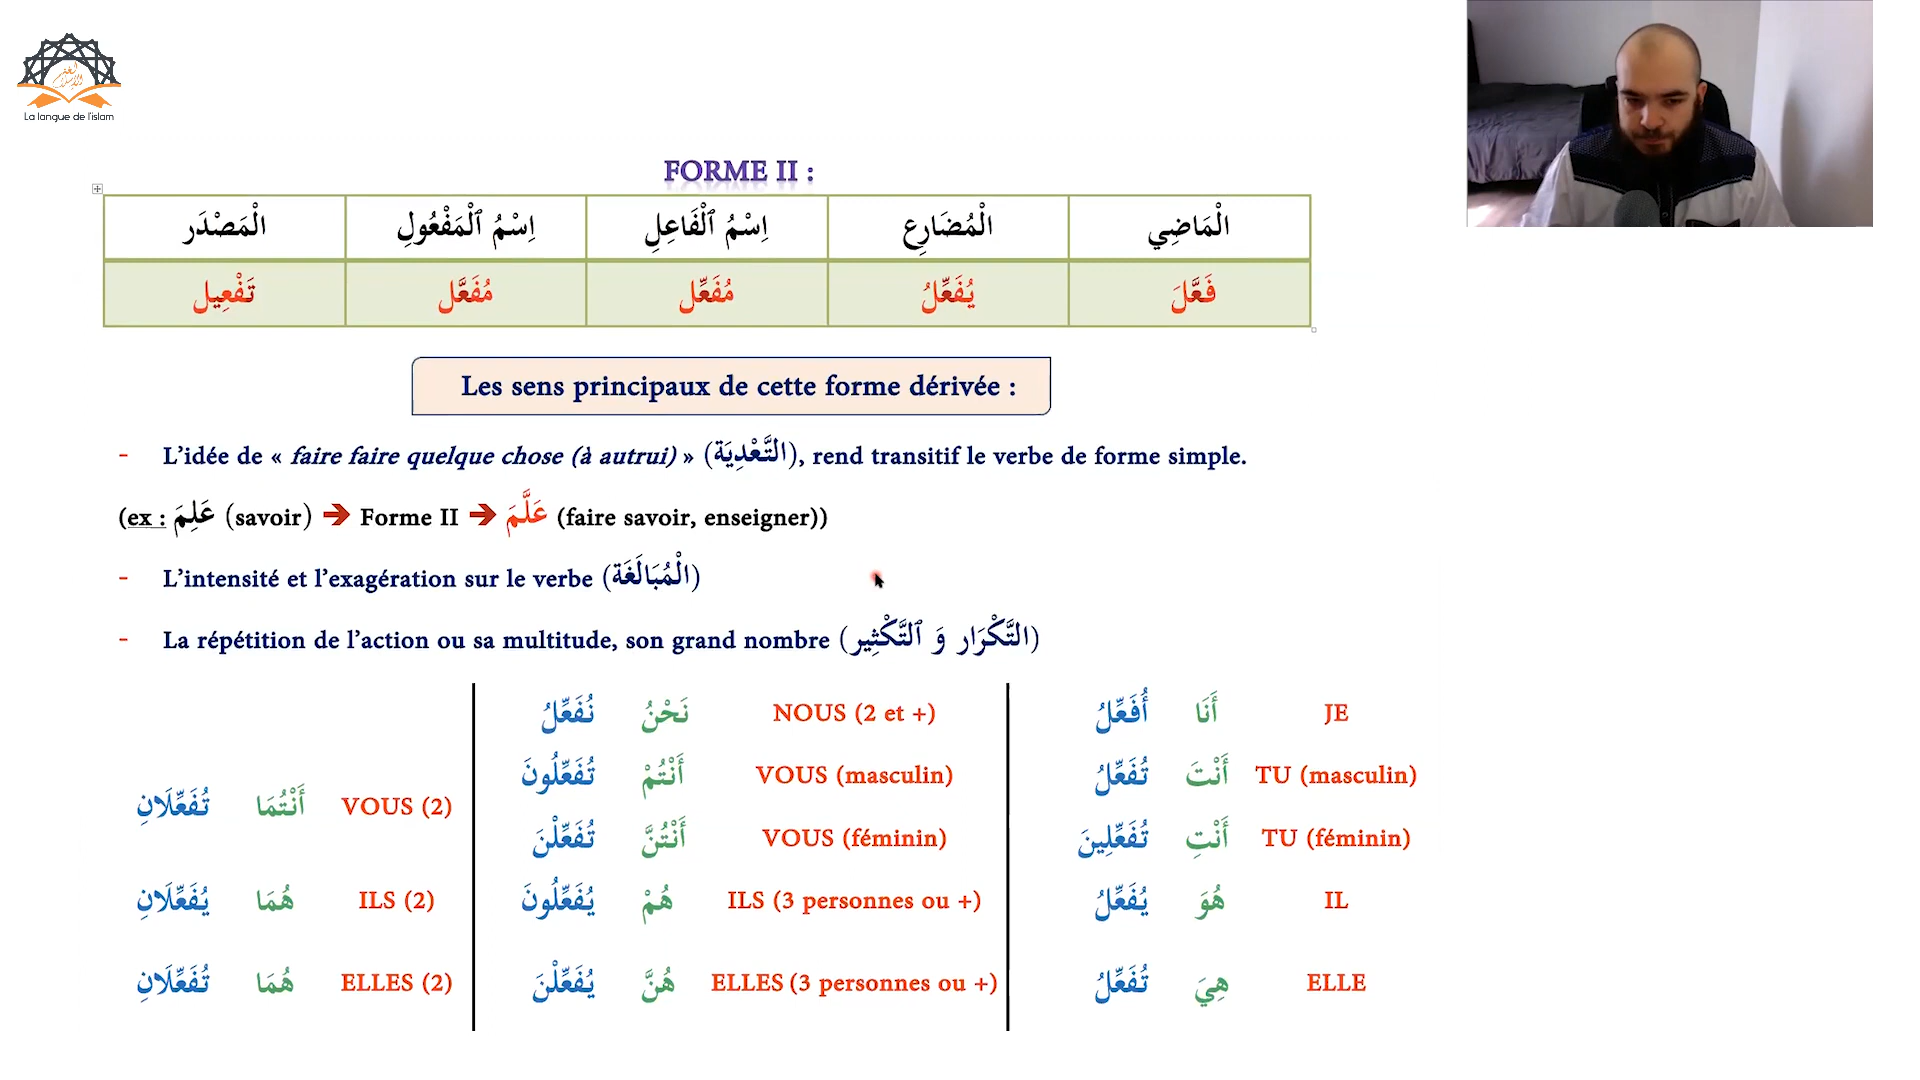 La langue de l'islam
FORME II :
الْمَاضِي الْمُضَارِع اِسْمُ ٱلْفَاعِلِ اِسْمُ ٱلْمَفْعُولِ الْمَصْدَر
فَعَّلَ يُفَعِّلُ مُفَعِّل مُفَعَّل تَفْعِيل
Les sens principaux de cette forme dérivée :
- L'idée de « faire faire quelque chose (à autrui) » (التَّعْدِيَة), rend transitif le verbe de forme simple.
(ex : عَلِمَ (savoir) ➔ Forme II ➔ عَلَّمَ (faire savoir, enseigner))
- L'intensité et l'exagération sur le verbe (الْمُبَالَغَة)
- La répétition de l'action ou sa multitude, son grand nombre (التَّكْرَار وَ ٱلتَّكْثِير)
JE أَنَا أُفَعِّلُ
TU (masculin) أَنْتَ تُفَعِّلُ
TU (féminin) أَنْتِ تُفَعِّلِينَ
IL هُوَ يُفَعِّلُ
ELLE هِيَ تُفَعِّلُ
NOUS (2 et +) نَحْنُ نُفَعِّلُ
VOUS (masculin) أَنْتُمْ تُفَعِّلُونَ
VOUS (féminin) أَنْتُنَّ تُفَعِّلْنَ
ILS (3 personnes ou +) هُمْ يُفَعِّلُونَ
ELLES (3 personnes ou +) هُنَّ يُفَعِّلْنَ
VOUS (2) أَنْتُمَا تُفَعِّلَانِ
ILS (2) هُمَا يُفَعِّلَانِ
ELLES (2) هُمَا تُفَعِّلَانِ